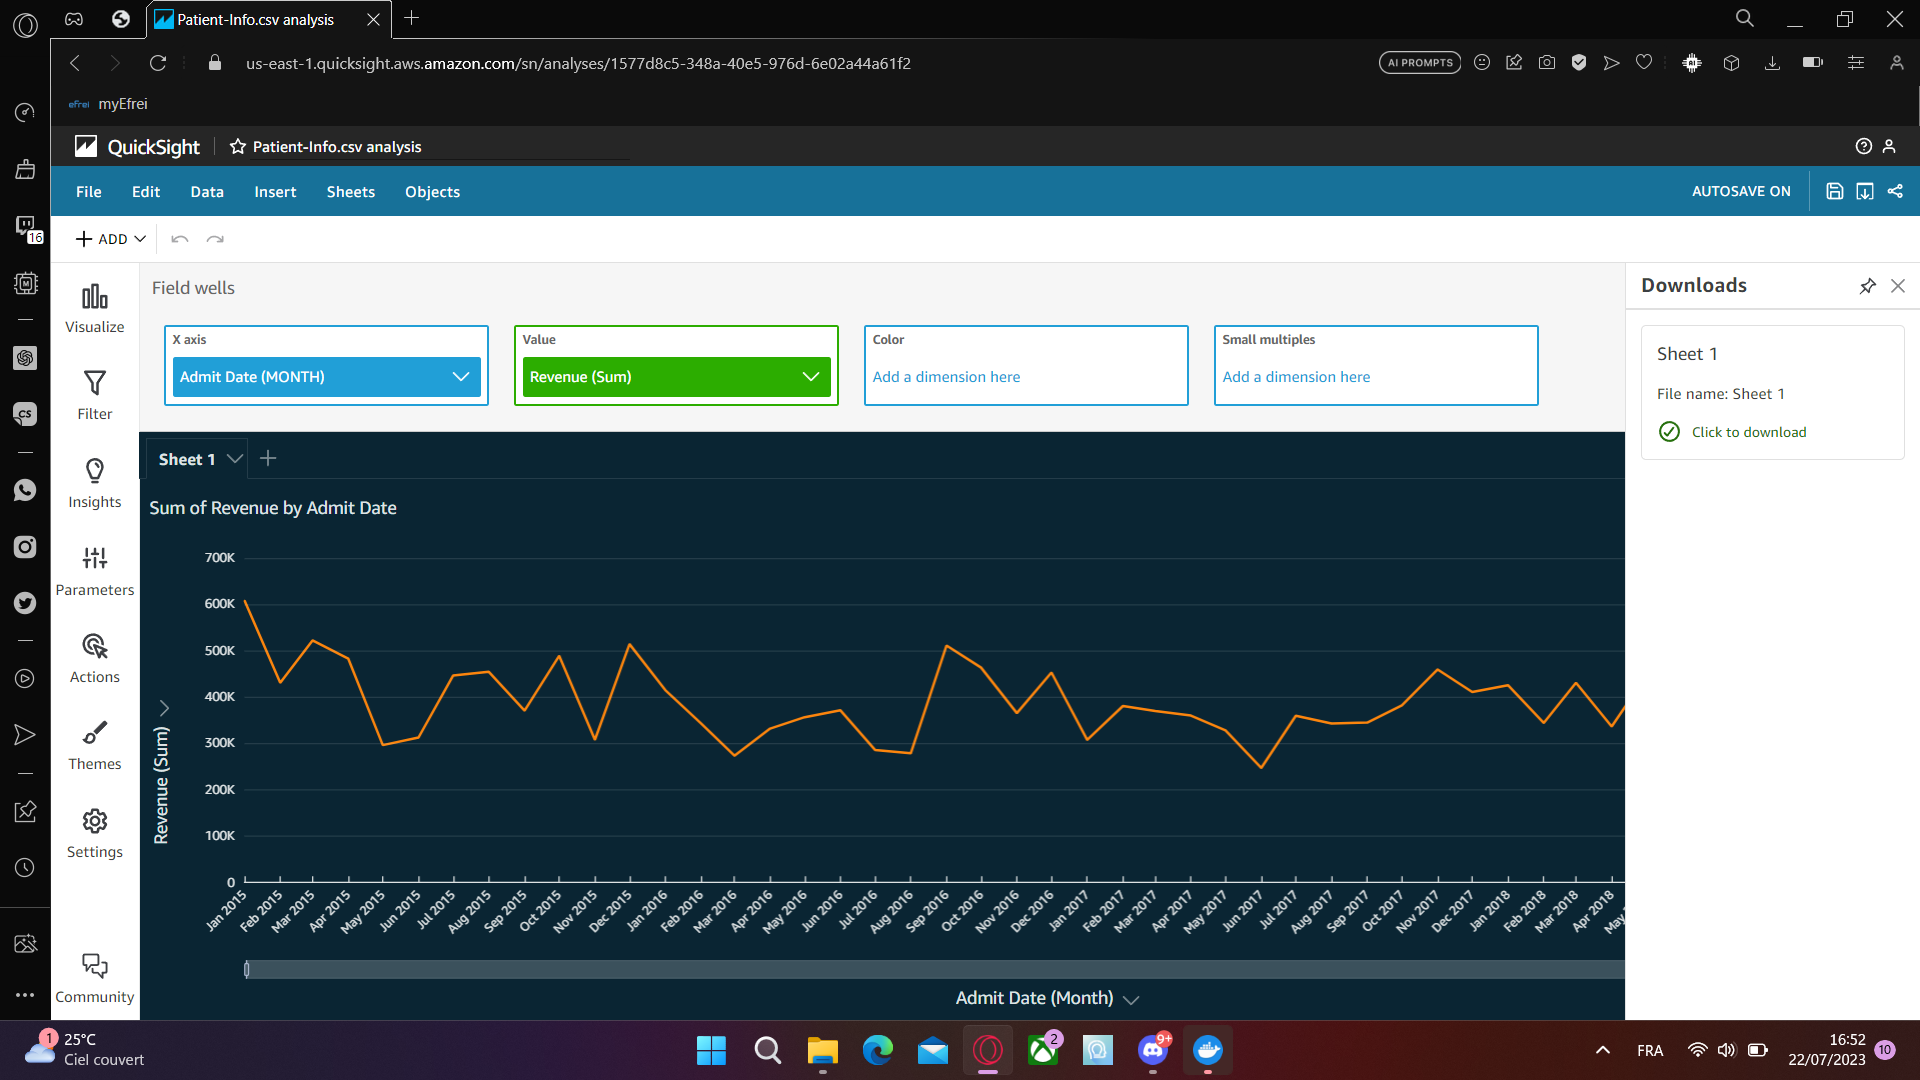 Patient-Info.csv analysis
us-east-1.quicksight.aws.amazon.com/sn/analyses/1577d8c5-348a-40e5-976d-6e02a44a61f2
AI PROMPTS
efrei myEfrei
QuickSight
Patient-Info.csv analysis
File Edit Data Insert Sheets Objects
AUTOSAVE ON
16
ADD
Visualize
Filter
Insights
Parameters
Actions
Themes
Settings
Community
Field wells
X axis
Admit Date (MONTH)
Value
Revenue (Sum)
Color
Add a dimension here
Small multiples
Add a dimension here
Downloads
Sheet 1
File name: Sheet 1
Click to download
Sheet 1
Sum of Revenue by Admit Date
700K
600K
500K
400K
300K
200K
100K
0
Revenue (Sum)
Jan 2015
Feb 2015
Mar 2015
Apr 2015
May 2015
Jun 2015
Jul 2015
Aug 2015
Sep 2015
Oct 2015
Nov 2015
Dec 2015
Jan 2016
Feb 2016
Mar 2016
Apr 2016
May 2016
Jun 2016
Jul 2016
Aug 2016
Sep 2016
Oct 2016
Nov 2016
Dec 2016
Jan 2017
Feb 2017
Mar 2017
Apr 2017
May 2017
Jun 2017
Jul 2017
Aug 2017
Sep 2017
Oct 2017
Nov 2017
Dec 2017
Jan 2018
Feb 2018
Mar 2018
Apr 2018
May
Admit Date (Month)
CS
M
1
25°C
Ciel couvert
2
9+
FRA
16:52
22/07/2023
10